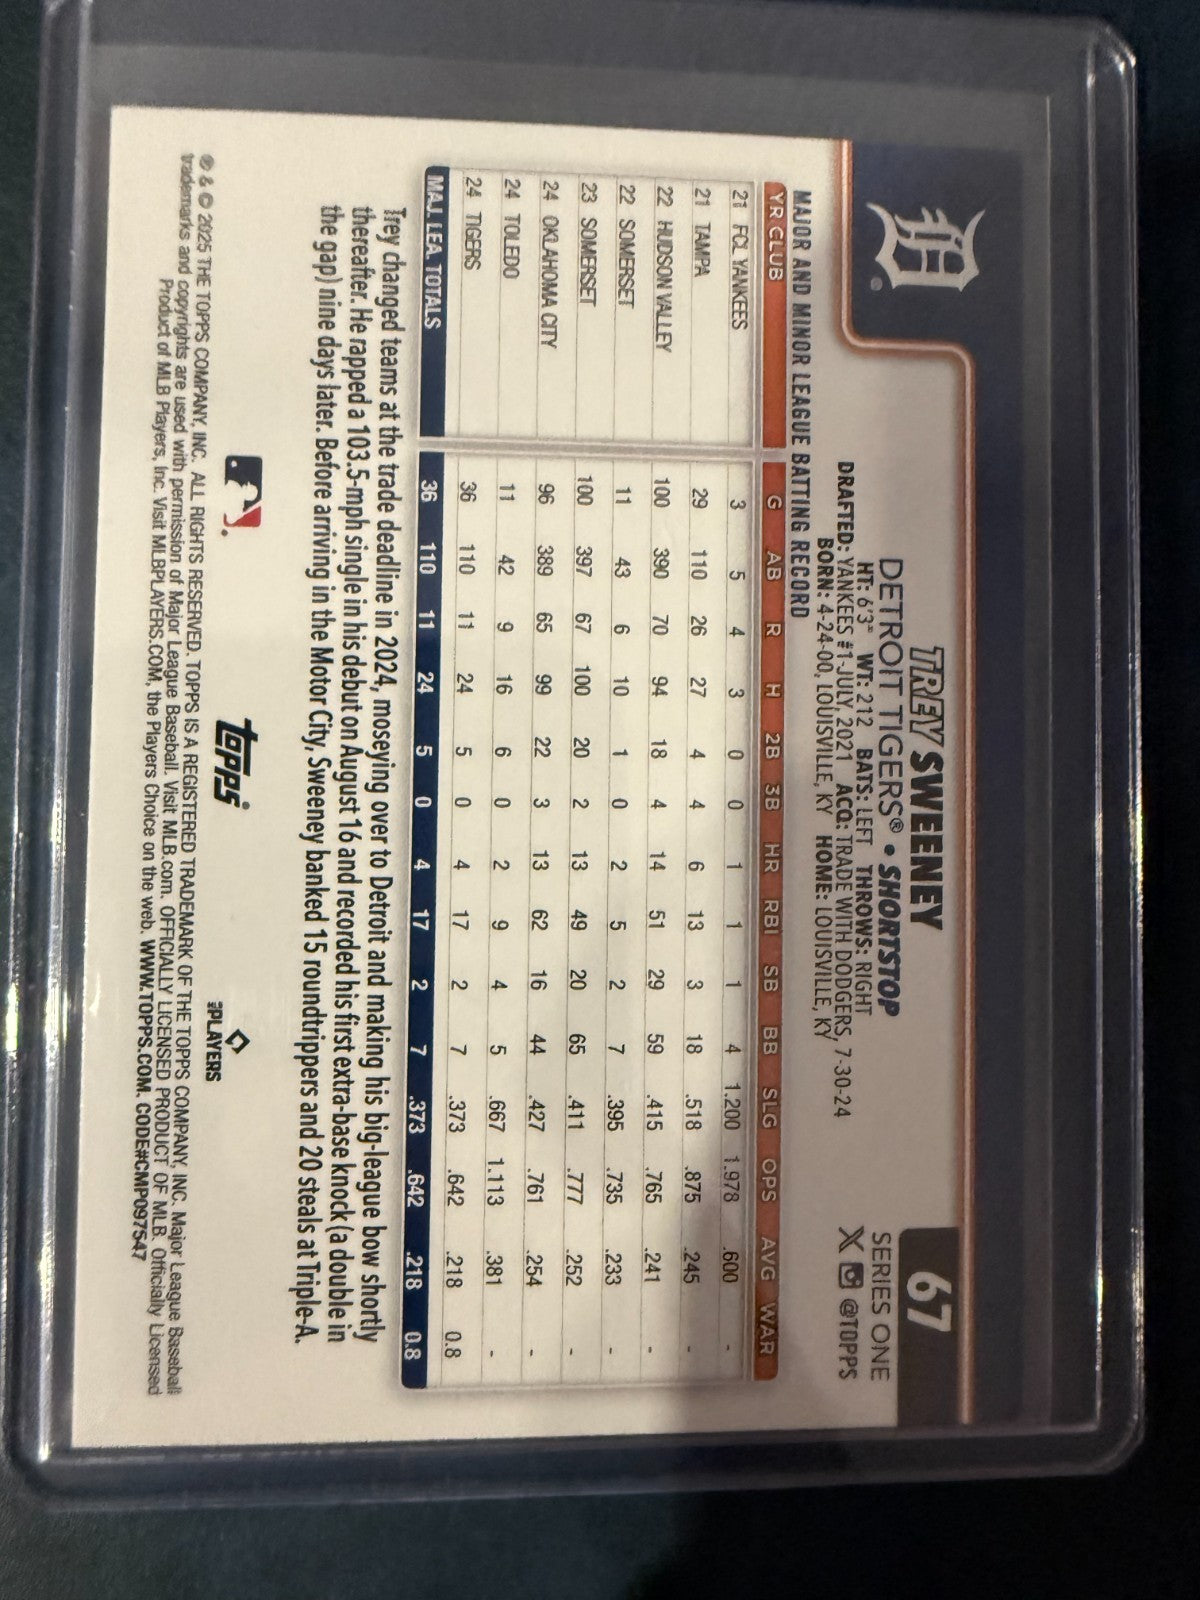 67
SERIES ONE
X @TOPPS
TREY SWEENEY
DETROIT TIGERS® • SHORTSTOP
HT: 6'3" WT: 212 BATS: LEFT THROWS: RIGHT
DRAFTED: YANKEES #1-JULY, 2021 ACQ: TRADE WITH DODGERS, 7-30-24
BORN: 4-24-00, LOUISVILLE, KY HOME: LOUISVILLE, KY
MAJOR AND MINOR LEAGUE BATTING RECORD
YR CLUB G AB R H 2B 3B HR RBI SB BB SLG OPS AVG WAR
21 FCL YANKEES 3 5 4 3 0 0 1 1 1 4 1.200 1.978 .600 -
21 TAMPA 29 110 26 27 4 4 6 13 3 18 .518 .875 .245 -
22 HUDSON VALLEY 100 390 70 94 18 4 14 51 29 59 .415 .765 .241 -
22 SOMERSET 11 43 6 10 1 0 2 5 2 7 .395 .735 .233 -
23 SOMERSET 100 397 67 100 20 2 13 49 20 65 .411 .777 .252 -
24 OKLAHOMA CITY 96 389 65 99 22 3 13 62 16 44 .427 .761 .254 -
24 TOLEDO 11 42 9 16 6 0 2 9 4 5 .667 1.113 .381 -
24 TIGERS 36 110 11 24 5 0 4 17 2 7 .373 .642 .218 0.8
MAJ. LEA. TOTALS 36 110 11 24 5 0 4 17 2 7 .373 .642 .218 0.8
Trey changed teams at the trade deadline in 2024, moseying over to Detroit and making his big-league bow shortly
thereafter. He rapped a 103.5-mph single in his debut on August 16 and recorded his first extra-base knock (a double in
the gap) nine days later. Before arriving in the Motor City, Sweeney banked 15 roundtrippers and 20 steals at Triple-A.
topps
MLB PLAYERS
® & © 2025 THE TOPPS COMPANY, INC. ALL RIGHTS RESERVED. TOPPS IS A REGISTERED TRADEMARK OF THE TOPPS COMPANY, INC. Major League Baseball
trademarks and copyrights are used with permission of Major League Baseball. Visit MLB.com. OFFICIALLY LICENSED PRODUCT OF MLB. Officially Licensed
Product of MLB Players, Inc. Visit MLBPLAYERS.COM, the Players Choice on the web. WWW.TOPPS.COM. CODE#CMP097547